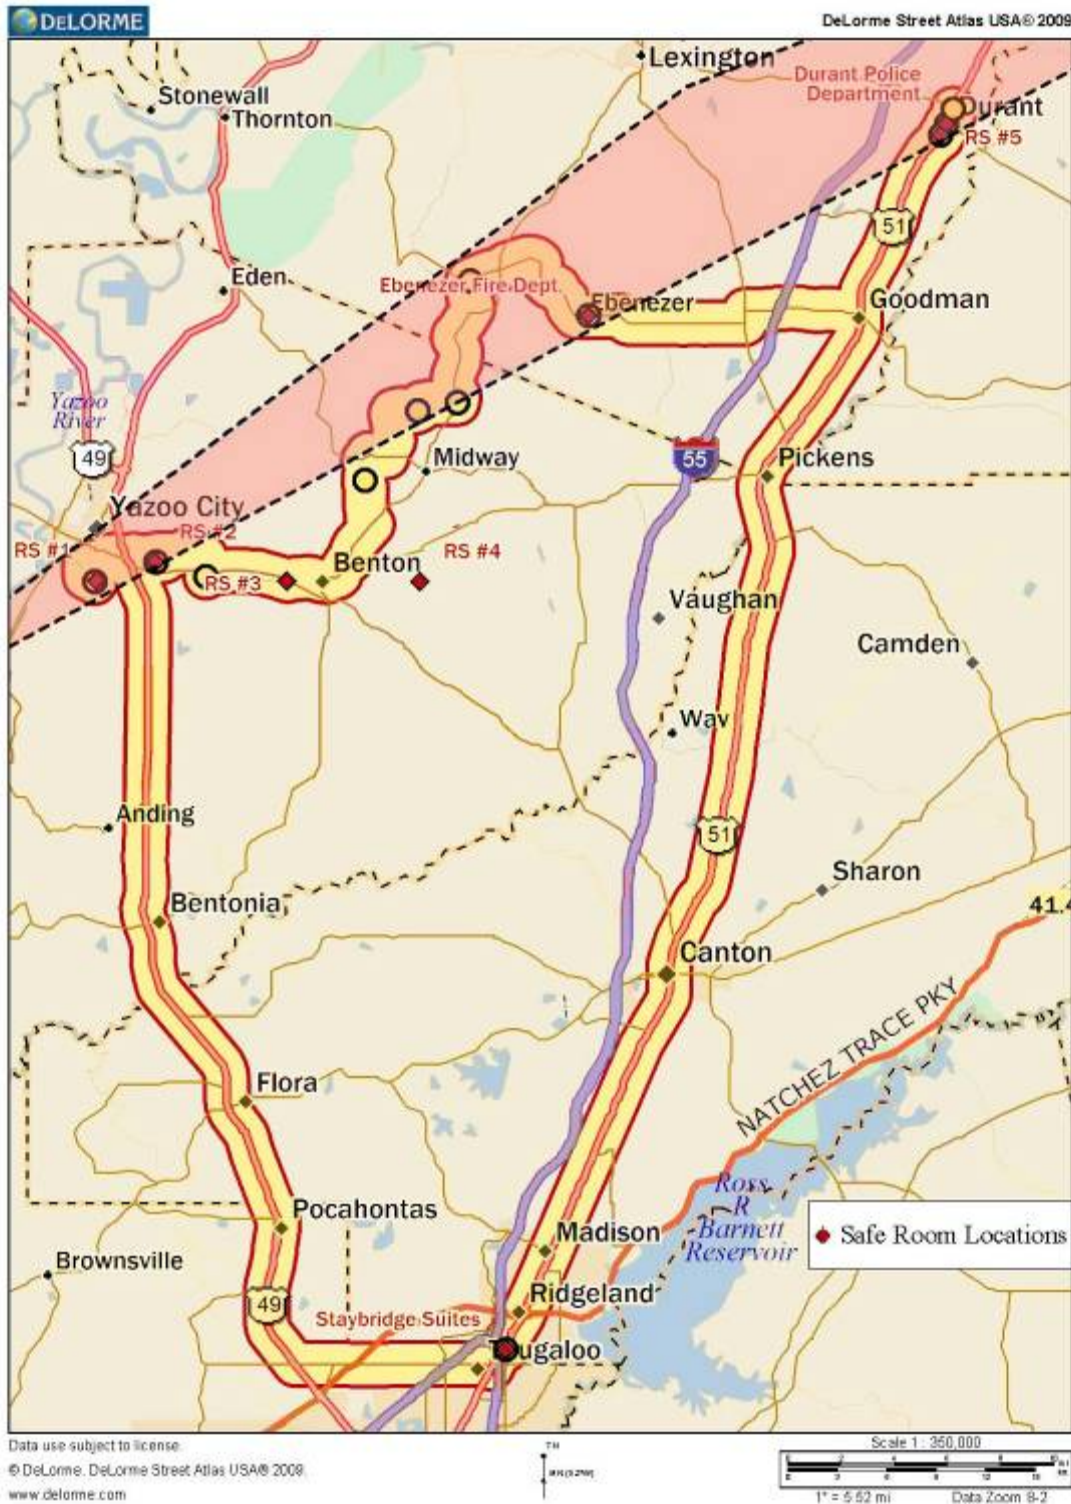 DELORME
DeLorme Street Atlas USA® 2009
Lexington
Durant Police
Department
Stonewall
Thornton
Durant
RS #5
51
Eden
Ebenezer Fire Dept.
Ebenezer
Goodman
Yazoo
River
49
Midway
55
Pickens
Yazoo City
RS #1
RS #2
RS #3
Benton
RS #4
Vaughan
Camden
Way
Anding
51
Sharon
Bentonia
41.4
Canton
NATCHEZ TRACE PKY
Flora
Pocahontas
Ross
R
Barnett
Reservoir
Safe Room Locations
Madison
Brownsville
Ridgeland
49
Staybridge Suites
Tougaloo
Data use subject to license.
© DeLorme. DeLorme Street Atlas USA® 2009.
www.delorme.com
TN
Scale 1 : 350,000
1" = 5.52 mi
Data Zoom 8-2